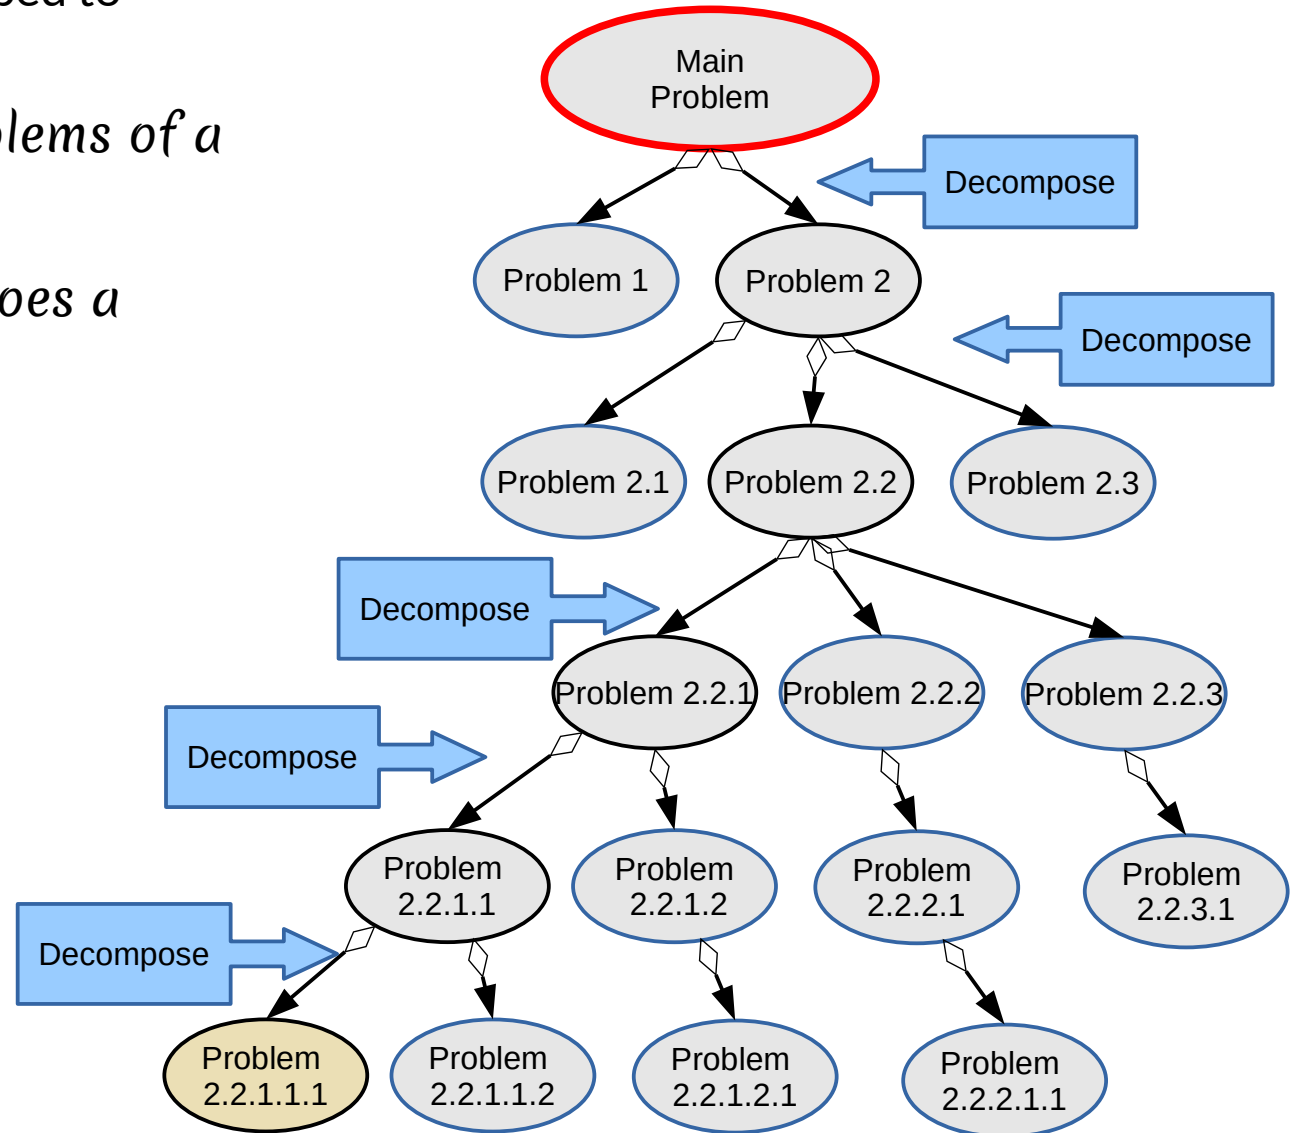 to
Main
Problem
of a
Decompose
a
Problem 1
Problem 2
Decompose
Problem 2.1
Problem 2.2
Problem 2.3
Decompose
Problem 2.2.1
Problem 2.2.2
Problem 2.2.3
Decompose
Problem
2.2.1.1
Problem
2.2.1.2
Problem
2.2.2.1
Problem
2.2.3.1
Decompose
Problem
2.2.1.1.1
Problem
2.2.1.1.2
Problem
2.2.1.2.1
Problem
2.2.2.1.1